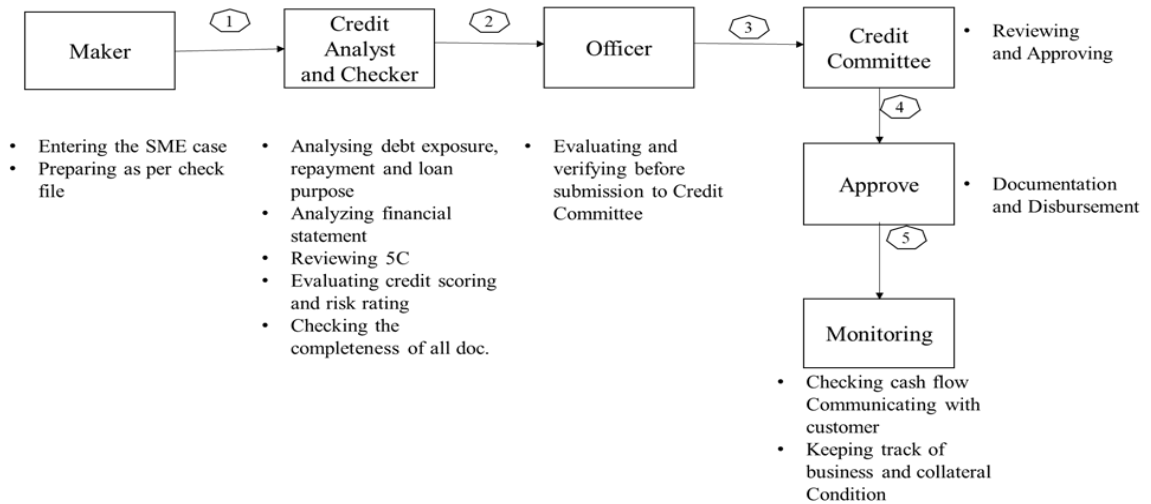 1
2
3
Maker
Credit
Analyst
and Checker
Officer
Credit
Committee
• Reviewing
and Approving
4
• Entering the SME case
• Preparing as per check
file
• Analysing debt exposure,
repayment and loan
purpose
• Analyzing financial
statement
• Reviewing 5C
• Evaluating credit scoring
and risk rating
• Checking the
completeness of all doc.
• Evaluating and
verifying before
submission to Credit
Committee
Approve
• Documentation
and Disbursement
5
Monitoring
• Checking cash flow
Communicating with
customer
• Keeping track of
business and collateral
Condition